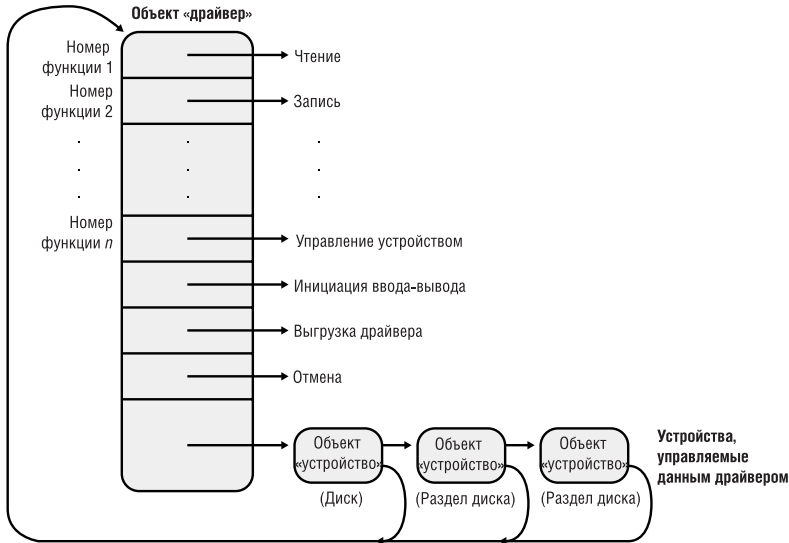 Объект «драйвер»
Номер
функции 1
Чтение
Номер
функции 2
Запись
Номер
функции n
Управление устройством
Инициация ввода-вывода
Выгрузка драйвера
Отмена
Объект
«устройство»
(Диск)
Объект
«устройство»
(Раздел диска)
Объект
«устройство»
(Раздел диска)
Устройства,
управляемые
данным драйвером